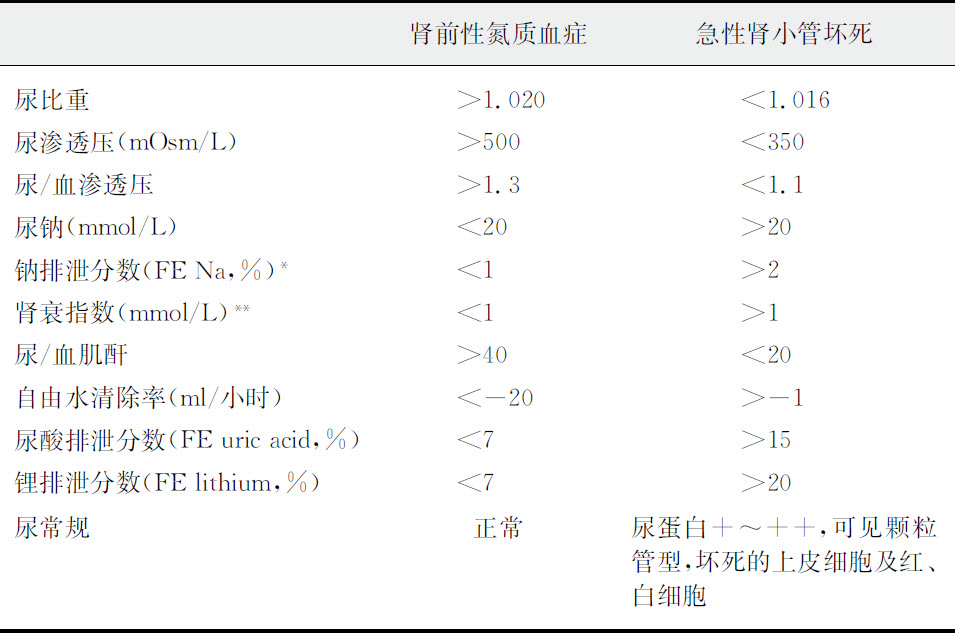 肾前性氮质血症 急性肾小管坏死
尿比重 >1.020 <1.016
尿渗透压(mOsm/L) >500 <350
尿/血渗透压 >1.3 <1.1
尿钠(mmol/L) <20 >20
钠排泄分数(FE Na,%)* <1 >2
肾衰指数(mmol/L)** <1 >1
尿/血肌酐 >40 <20
自由水清除率(ml/小时) <-20 >-1
尿酸排泄分数(FE uric acid,%) <7 >15
锂排泄分数(FE lithium,%) <7 >20
尿常规 正常 尿蛋白+～++,可见颗粒
管型,坏死的上皮细胞及红、
白细胞